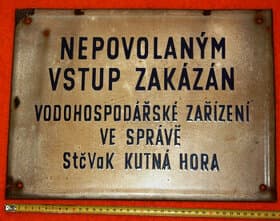 NEPOVOLANÝM
VSTUP ZAKÁZÁN
VODOHOSPODÁŘSKÉ ZAŘÍZENÍ
VE SPRÁVĚ
StčVaK KUTNÁ HORA